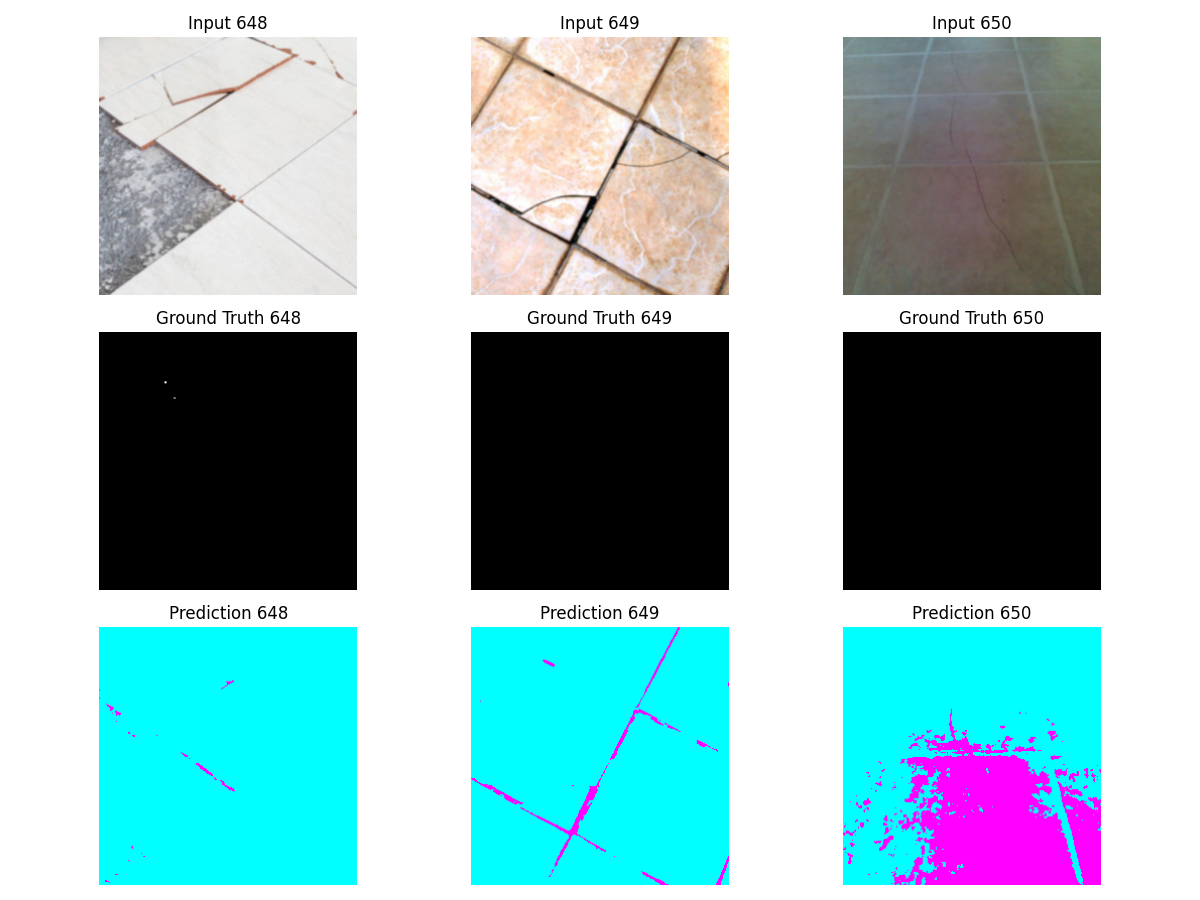 Input 648
Input 649
Input 650
Ground Truth 648
Ground Truth 649
Ground Truth 650
Prediction 648
Prediction 649
Prediction 650